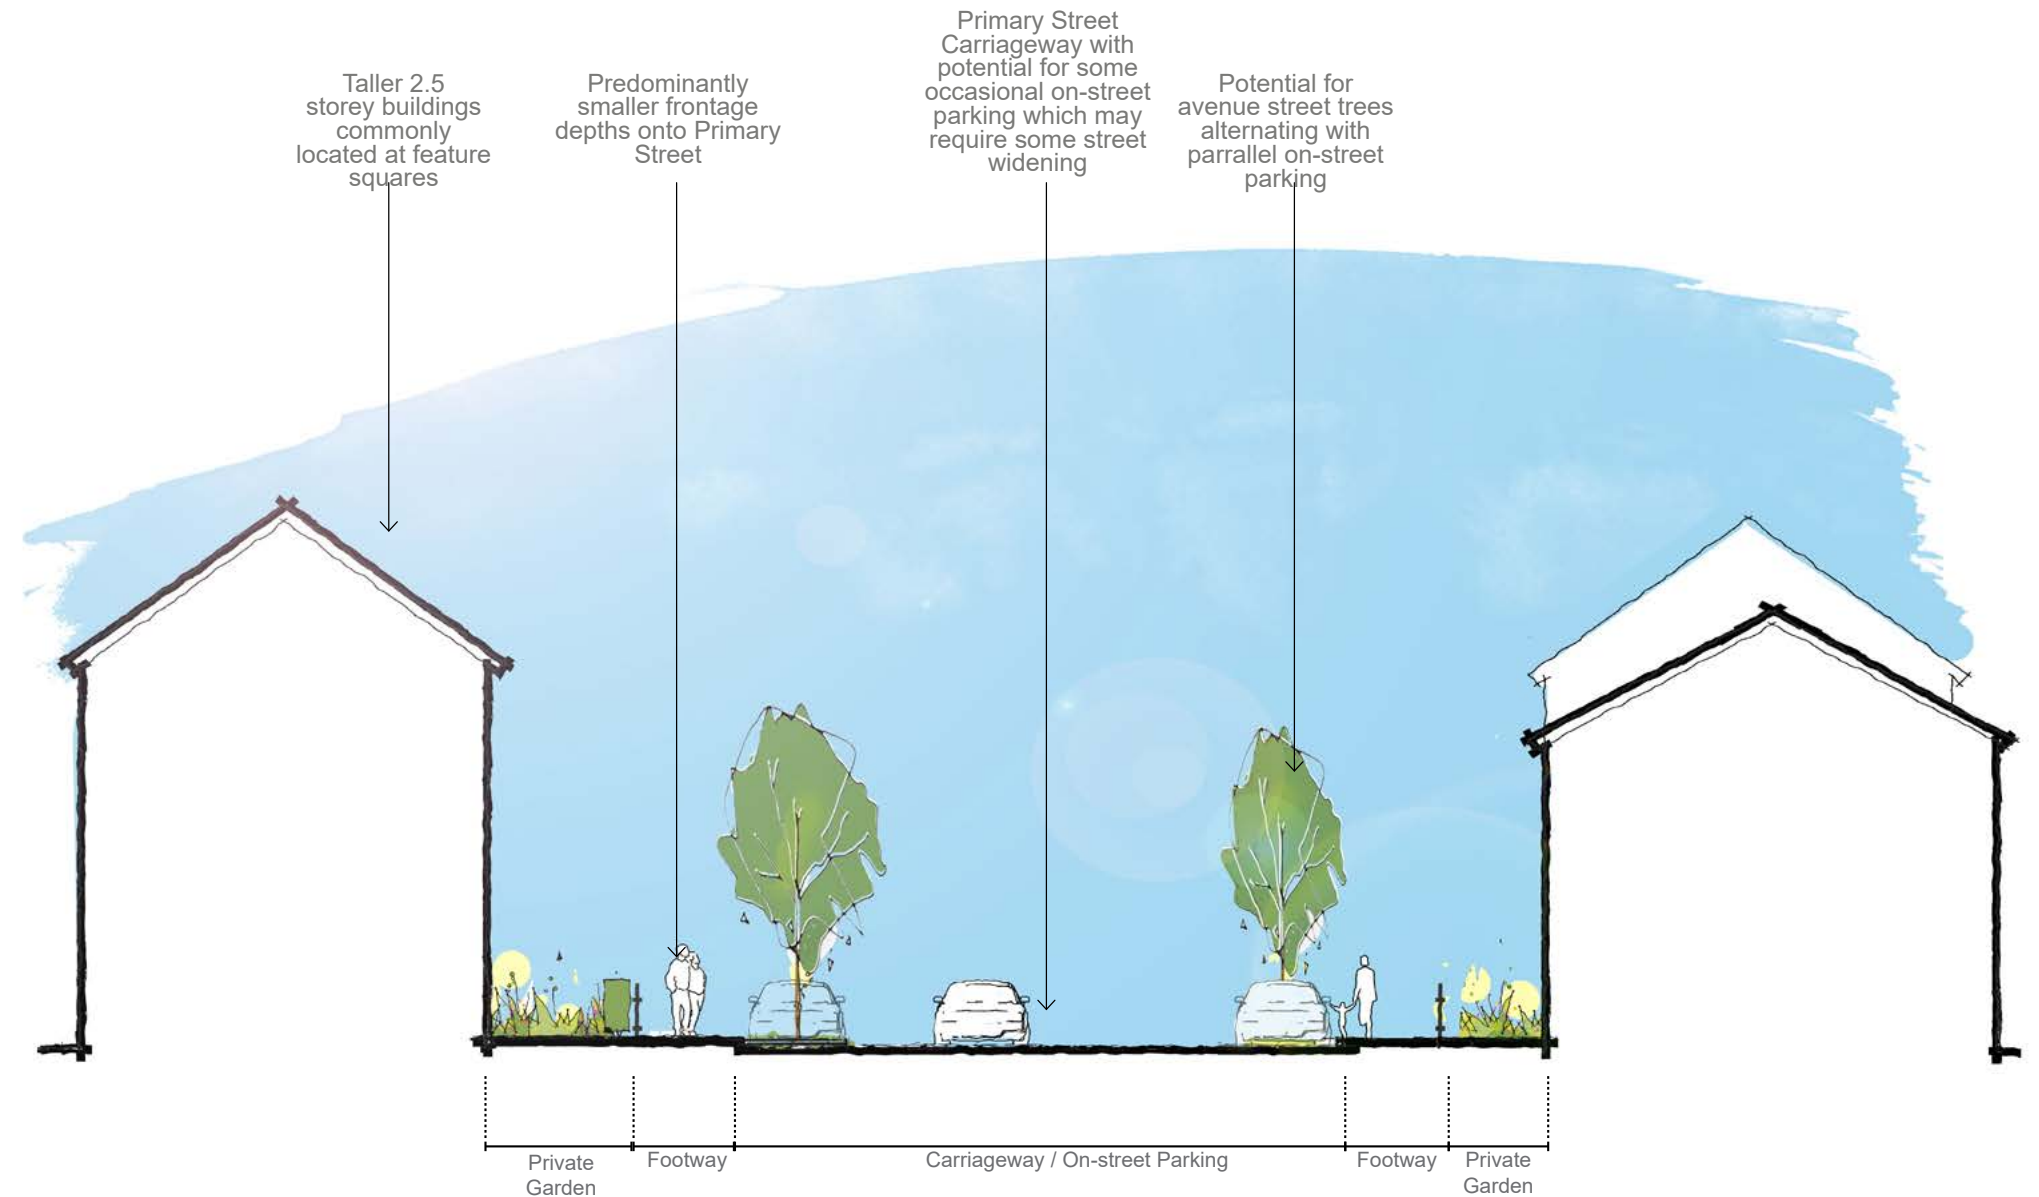 Taller 2.5
storey buildings
commonly
located at feature
squares
Predominantly
smaller frontage
depths onto Primary
Street
Primary Street
Carriageway with
potential for some
occasional on-street
parking which may
require some street
widening
Potential for
avenue street trees
alternating with
parrallel on-street
parking
Private
Garden
Footway
Carriageway / On-street Parking
Footway
Private
Garden